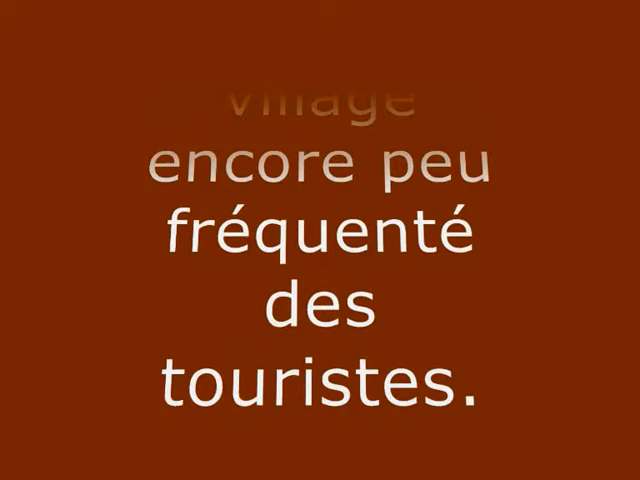 village
encore peu
fréquenté
des
touristes.